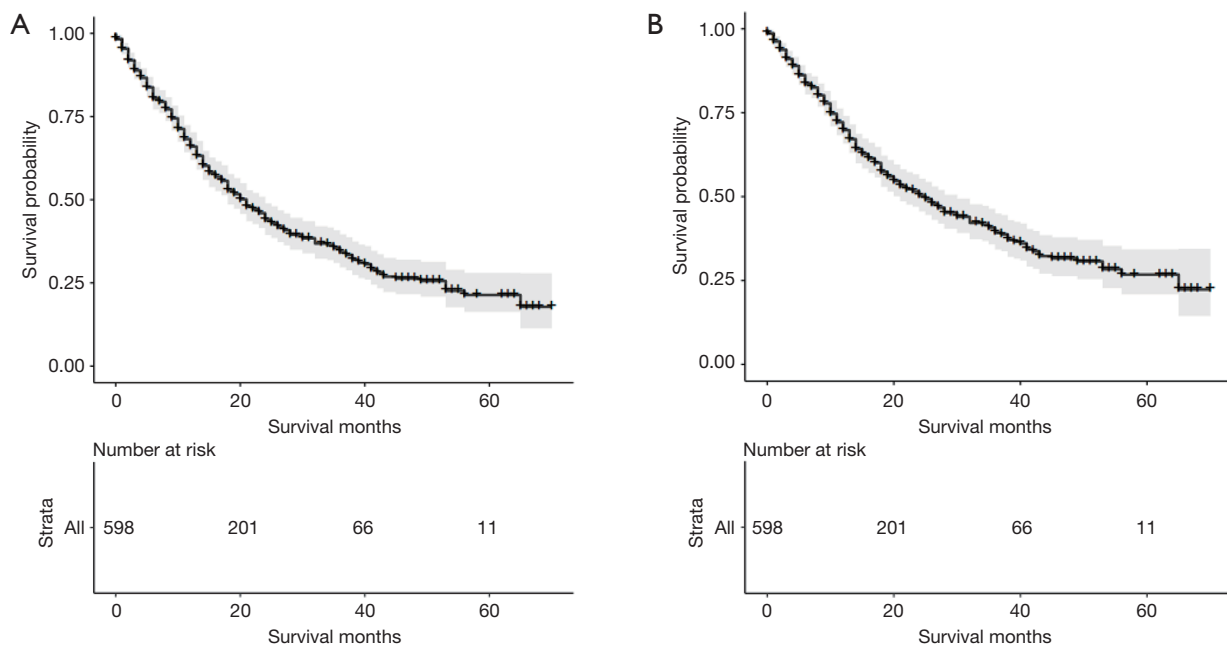 A
Survival probability
1.00
0.75
0.50
0.25
0.00
0 20 40 60
Survival months
Number at risk
Strata
All 598 201 66 11
0 20 40 60
Survival months
B
Survival probability
1.00
0.75
0.50
0.25
0.00
0 20 40 60
Survival months
Number at risk
Strata
All 598 201 66 11
0 20 40 60
Survival months